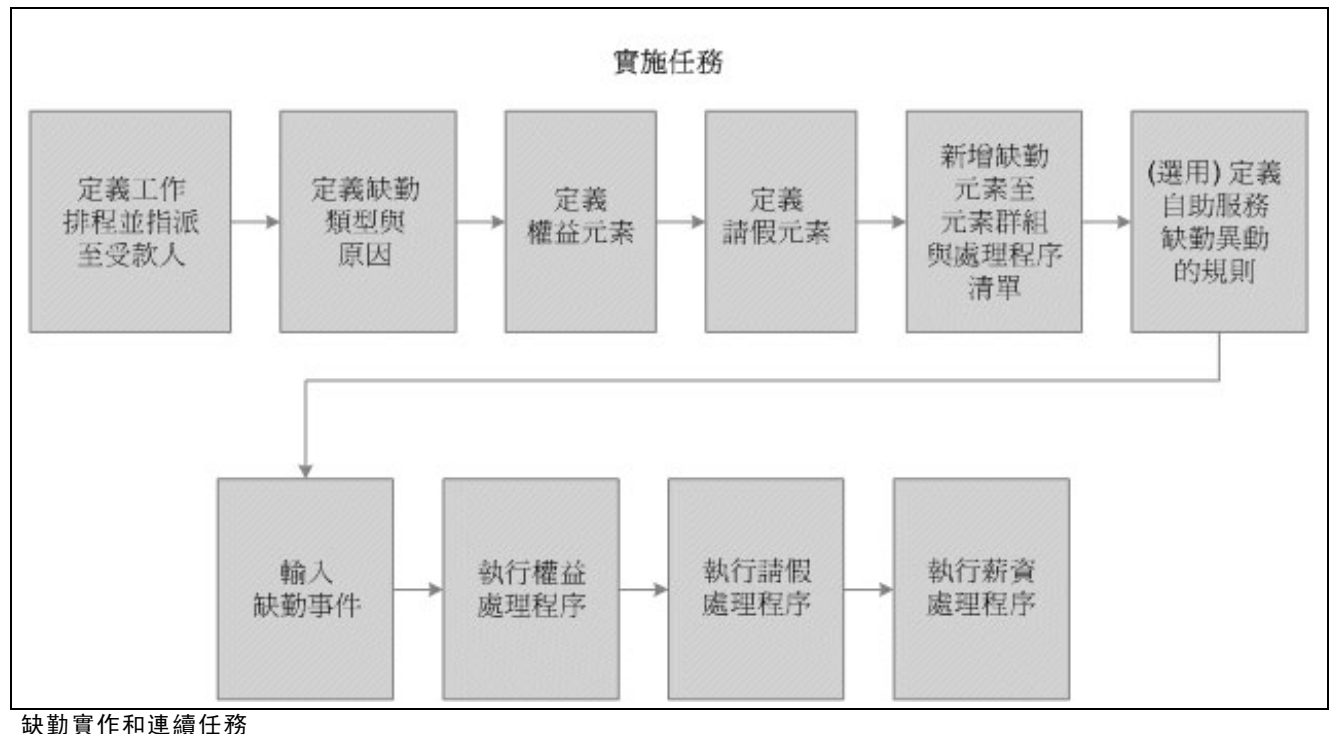 實施任務
定義工作
排程並指派
至受款人
定義缺勤
類型與
原因
定義
權益元素
定義
請假元素
新增缺勤
元素至
元素群組
與處理程序
清單
(選用) 定義
自助服務
缺勤異動
的規則
輸入
缺勤事件
執行權益
處理程序
執行請假
處理程序
執行薪資
處理程序
缺勤實作和連續任務